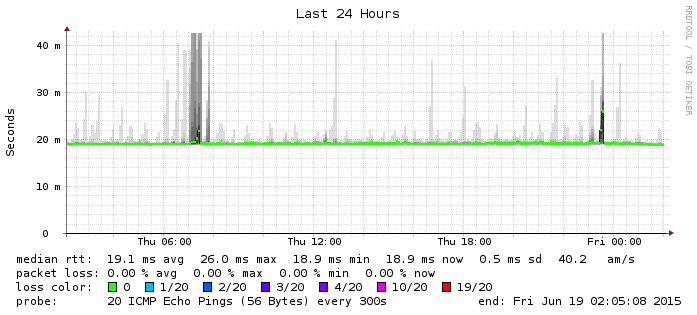 Last 24 Hours
RRDTOOL / TOBI OETIKER
Seconds
40 m
30 m
20 m
10 m
0
Thu 06:00 Thu 12:00 Thu 18:00 Fri 00:00
median rtt: 19.1 ms avg 26.0 ms max 18.9 ms min 18.9 ms now 0.5 ms sd 40.2 am/s
packet loss: 0.00 % avg 0.00 % max 0.00 % min 0.00 % now
loss color: 0 1/20 2/20 3/20 4/20 10/20 19/20
probe: 20 ICMP Echo Pings (56 Bytes) every 300s end: Fri Jun 19 02:05:08 2015